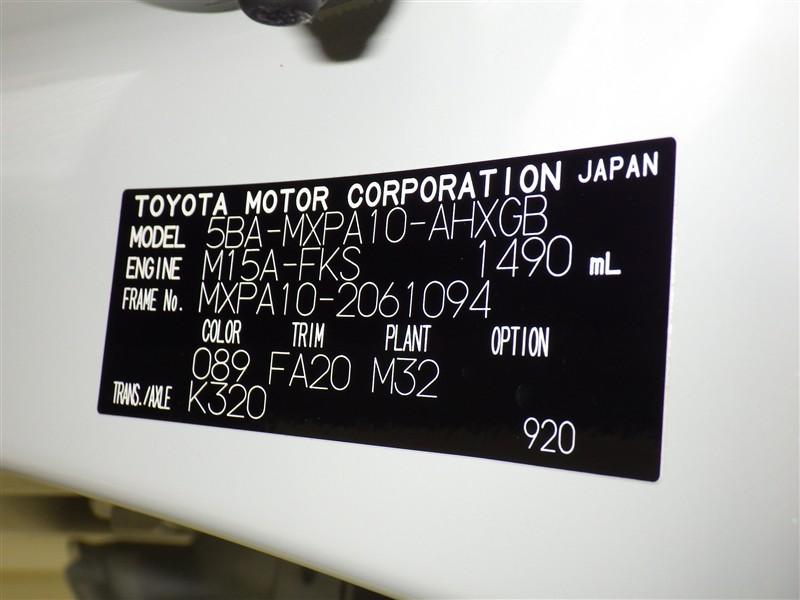 TOYOTA MOTOR CORPORATION JAPAN
MODEL 5BA-MXPA10-AHXGB
ENGINE M15A-FKS 1490 mL
FRAME No. MXPA10-2061094
COLOR TRIM PLANT OPTION
089 FA20 M32
TRANS./AXLE K320
920